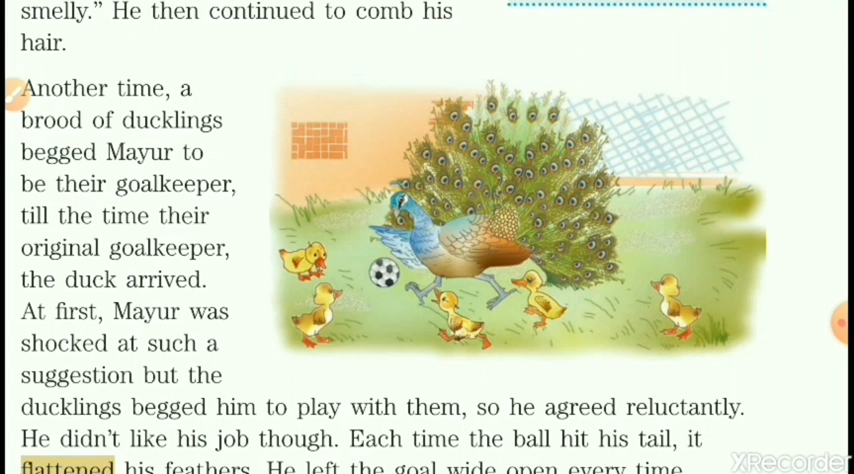 smelly.” He then continued to comb his
hair.
Another time, a
brood of ducklings
begged Mayur to
be their goalkeeper,
till the time their
original goalkeeper,
the duck arrived.
At first, Mayur was
shocked at such a
suggestion but the
ducklings begged him to play with them, so he agreed reluctantly.
He didn’t like his job though. Each time the ball hit his tail, it
flattened his feathers. He left the goal wide open every time
XRecorder